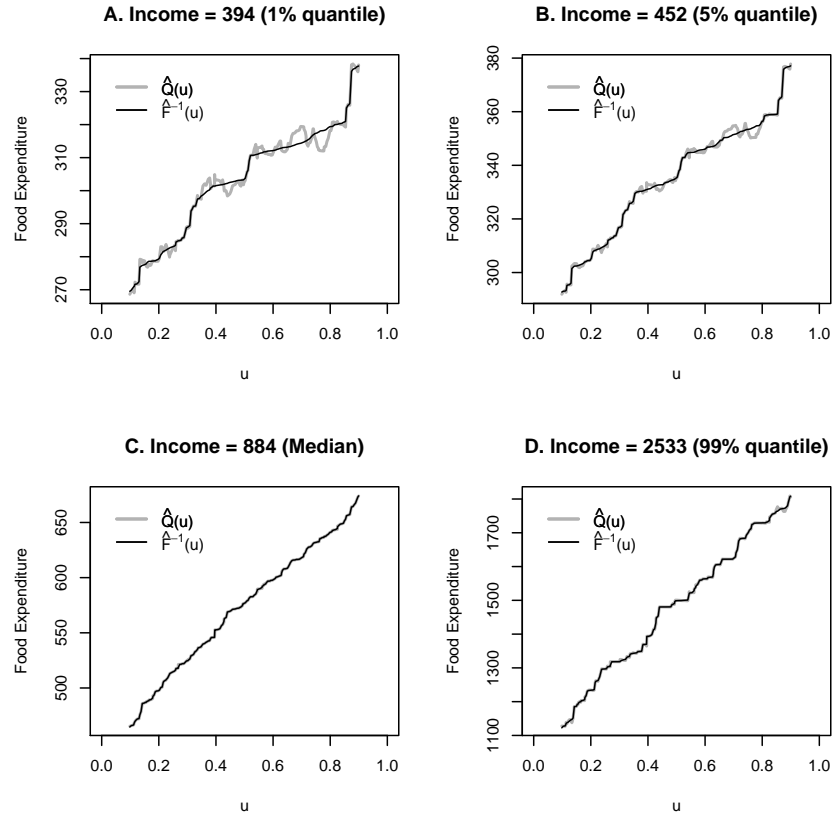 A. Income = 394 (1% quantile)
Food Expenditure
270 290 310 330
Q̂(u)
F̂⁻¹(u)
0.0 0.2 0.4 0.6 0.8 1.0
u
B. Income = 452 (5% quantile)
Food Expenditure
300 320 340 360 380
Q̂(u)
F̂⁻¹(u)
0.0 0.2 0.4 0.6 0.8 1.0
u
C. Income = 884 (Median)
Food Expenditure
500 550 600 650
Q̂(u)
F̂⁻¹(u)
0.0 0.2 0.4 0.6 0.8 1.0
u
D. Income = 2533 (99% quantile)
Food Expenditure
1100 1300 1500 1700
Q̂(u)
F̂⁻¹(u)
0.0 0.2 0.4 0.6 0.8 1.0
u